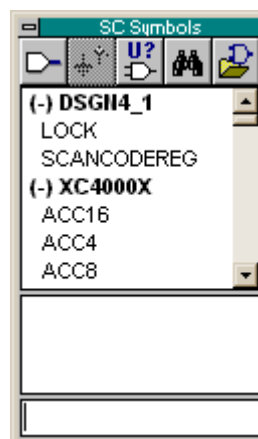 SC Symbols
U?
(-) DSGN4_1
LOCK
SCANCODEREG
(-) XC4000X
ACC16
ACC4
ACC8